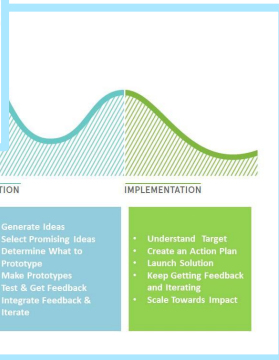 TION
IMPLEMENTATION
Generate Ideas
Select Promising Ideas
Determine What to
Prototype
Make Prototypes
Test & Get Feedback
Integrate Feedback &
Iterate
• Understand Target
• Create an Action Plan
• Launch Solution
• Keep Getting Feedback
and Iterating
• Scale Towards Impact